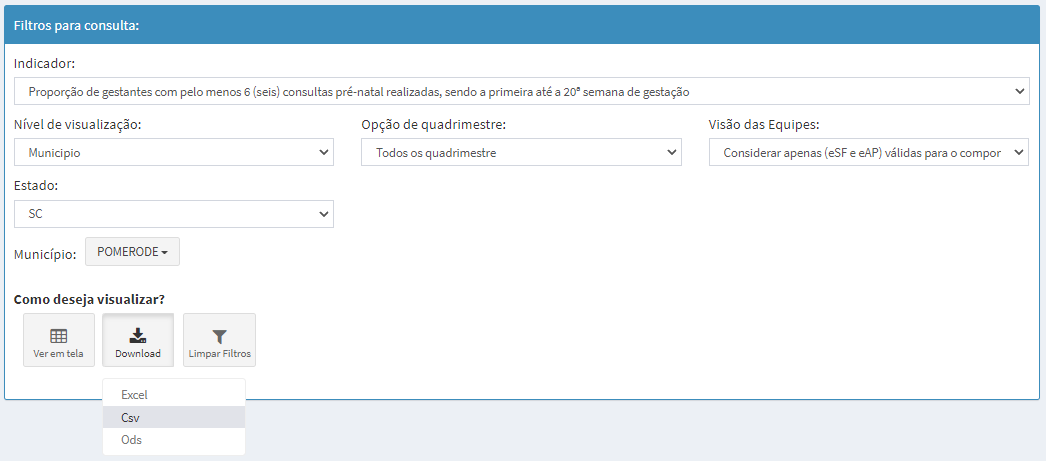 Filtros para consulta:
Indicador:
Proporção de gestantes com pelo menos 6 (seis) consultas pré-natal realizadas, sendo a primeira até a 20ª semana de gestação
Nível de visualização:
Opção de quadrimestre:
Visão das Equipes:
Municipio
Todos os quadrimestre
Considerar apenas (eSF e eAP) válidas para o compor
Estado:
SC
Município:
POMERODE
Como deseja visualizar?
Ver em tela
Download
Limpar Filtros
Excel
Csv
Ods